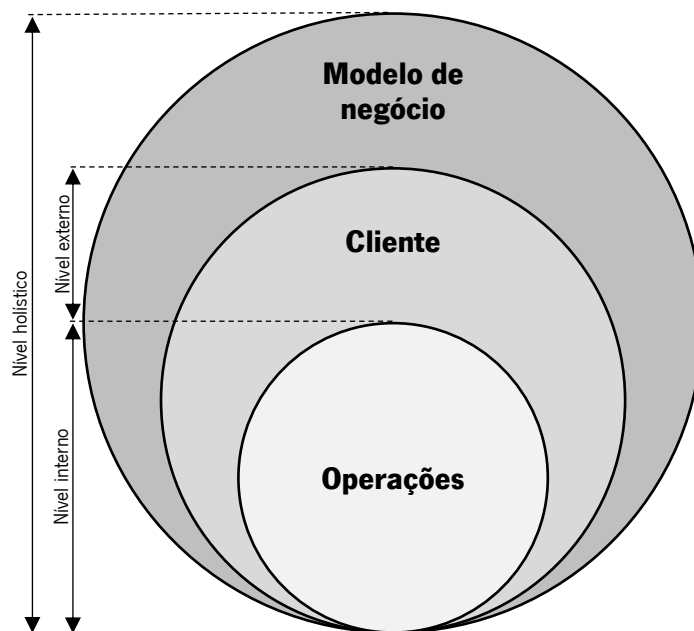 Modelo de
negócio
Cliente
Operações
Nível holístico
Nível externo
Nível interno